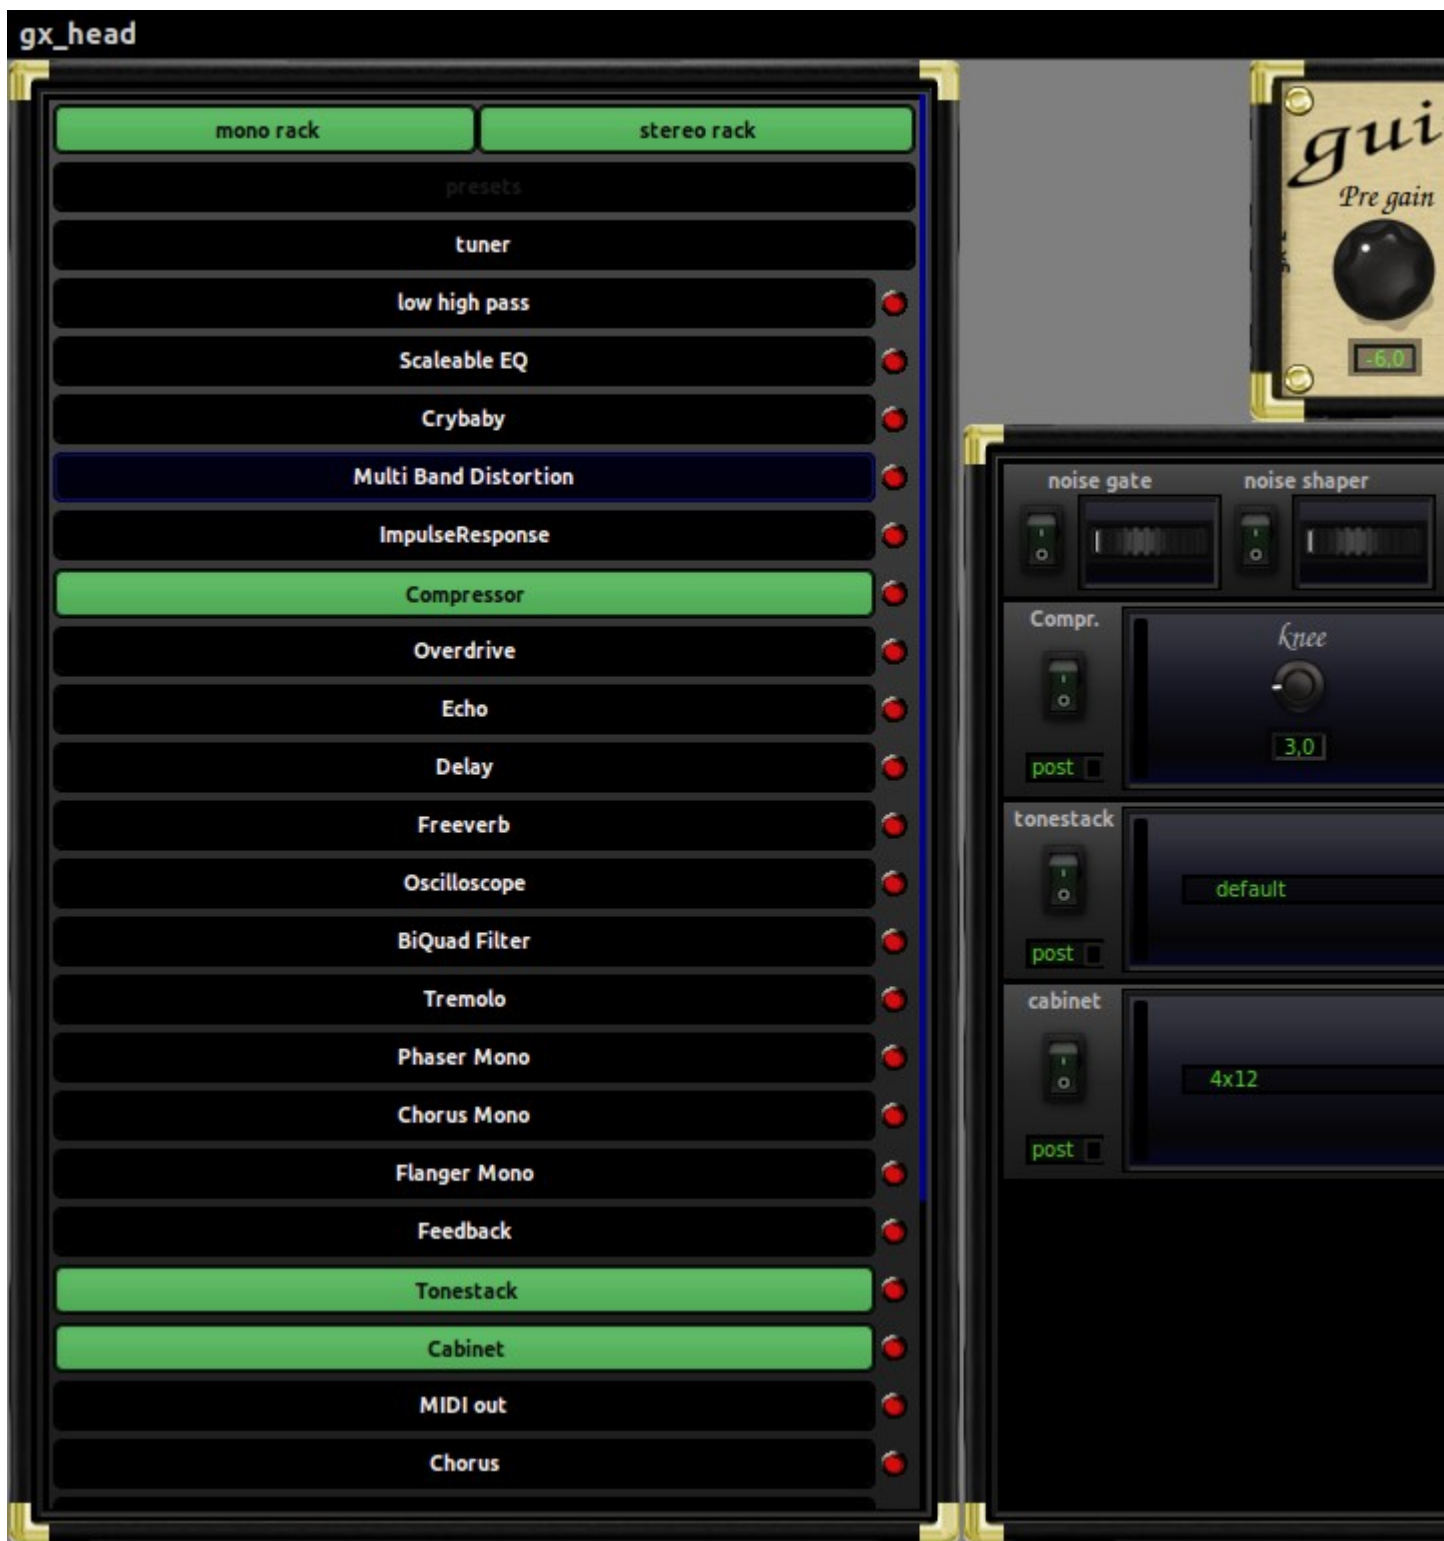 gx_head
mono rack
stereo rack
presets
tuner
low high pass
Scaleable EQ
Crybaby
Multi Band Distortion
ImpulseResponse
Compressor
Overdrive
Echo
Delay
Freeverb
Oscilloscope
BiQuad Filter
Tremolo
Phaser Mono
Chorus Mono
Flanger Mono
Feedback
Tonestack
Cabinet
MIDI out
Chorus
gui
Pre gain
-6,0
noise gate
noise shaper
Compr.
knee
3,0
post
tonestack
default
post
cabinet
4x12
post